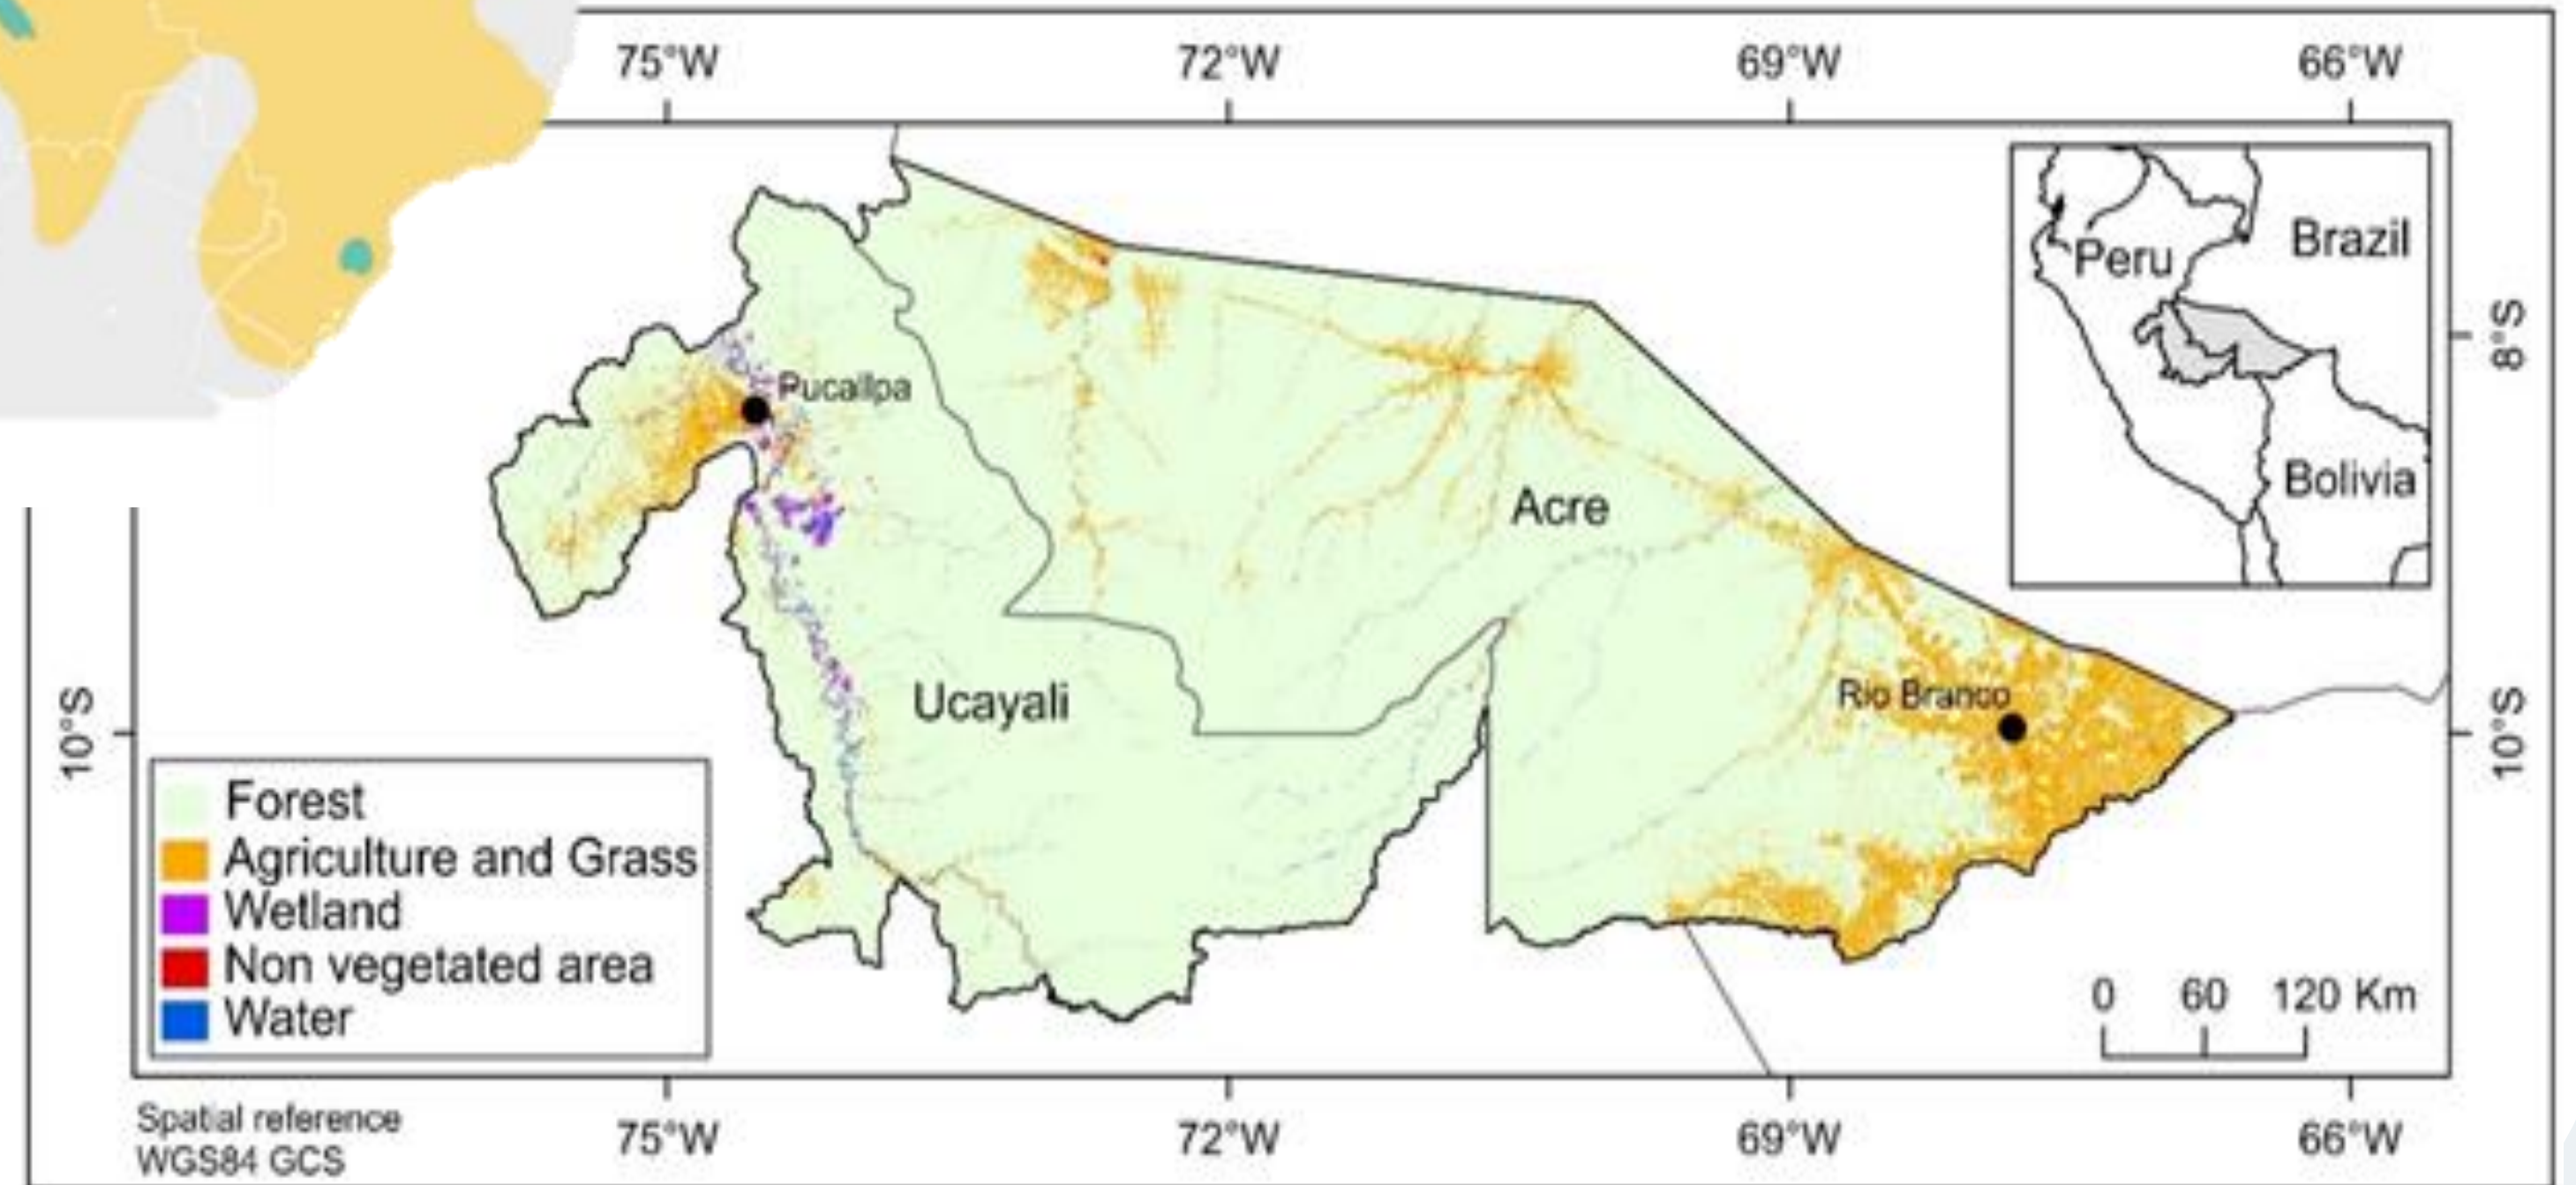 75°W 72°W 69°W 66°W
Brazil
Peru
8°S
Pucallpa
Bolivia
Acre
10°S
Ucayali
Rio Branco
10°S
Forest
Agriculture and Grass
Wetland
Non vegetated area
Water
0 60 120 Km
75°W 72°W 69°W 66°W
Spatial reference
WGS84 GCS